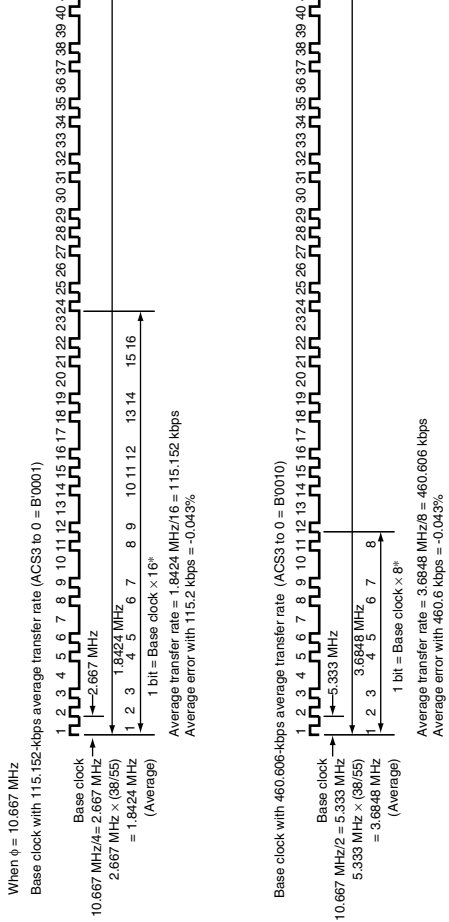 When ϕ = 10.667 MHz
Base clock with 115.152-kbps average transfer rate (ACS3 to 0 = B'0001)
1 2 3 4 5 6 7 8 9 10 11 12 13 14 15 16 17 18 19 20 21 22 23 24 25 26 27 28 29 30 31 32 33 34 35 36 37 38 39 40
Base clock
10.667 MHz/4= 2.667 MHz
2.667 MHz
2.667 MHz × (38/55)
= 1.8424 MHz
(Average)
1.8424 MHz
1 2 3 4 5 6 7 8 9 10 11 12 13 14 15 16
1 bit = Base clock × 16*
Average transfer rate = 1.8424 MHz/16 = 115.152 kbps
Average error with 115.2 kbps = -0.043%
Base clock with 460.606-kbps average transfer rate (ACS3 to 0 = B'0010)
1 2 3 4 5 6 7 8 9 10 11 12 13 14 15 16 17 18 19 20 21 22 23 24 25 26 27 28 29 30 31 32 33 34 35 36 37 38 39 40
Base clock
10.667 MHz/2 = 5.333 MHz
5.333 MHz
5.333 MHz × (38/55)
= 3.6848 MHz
(Average)
3.6848 MHz
1 2 3 4 5 6 7 8
1 bit = Base clock × 8*
Average transfer rate = 3.6848 MHz/8 = 460.606 kbps
Average error with 460.6 kbps = -0.043%